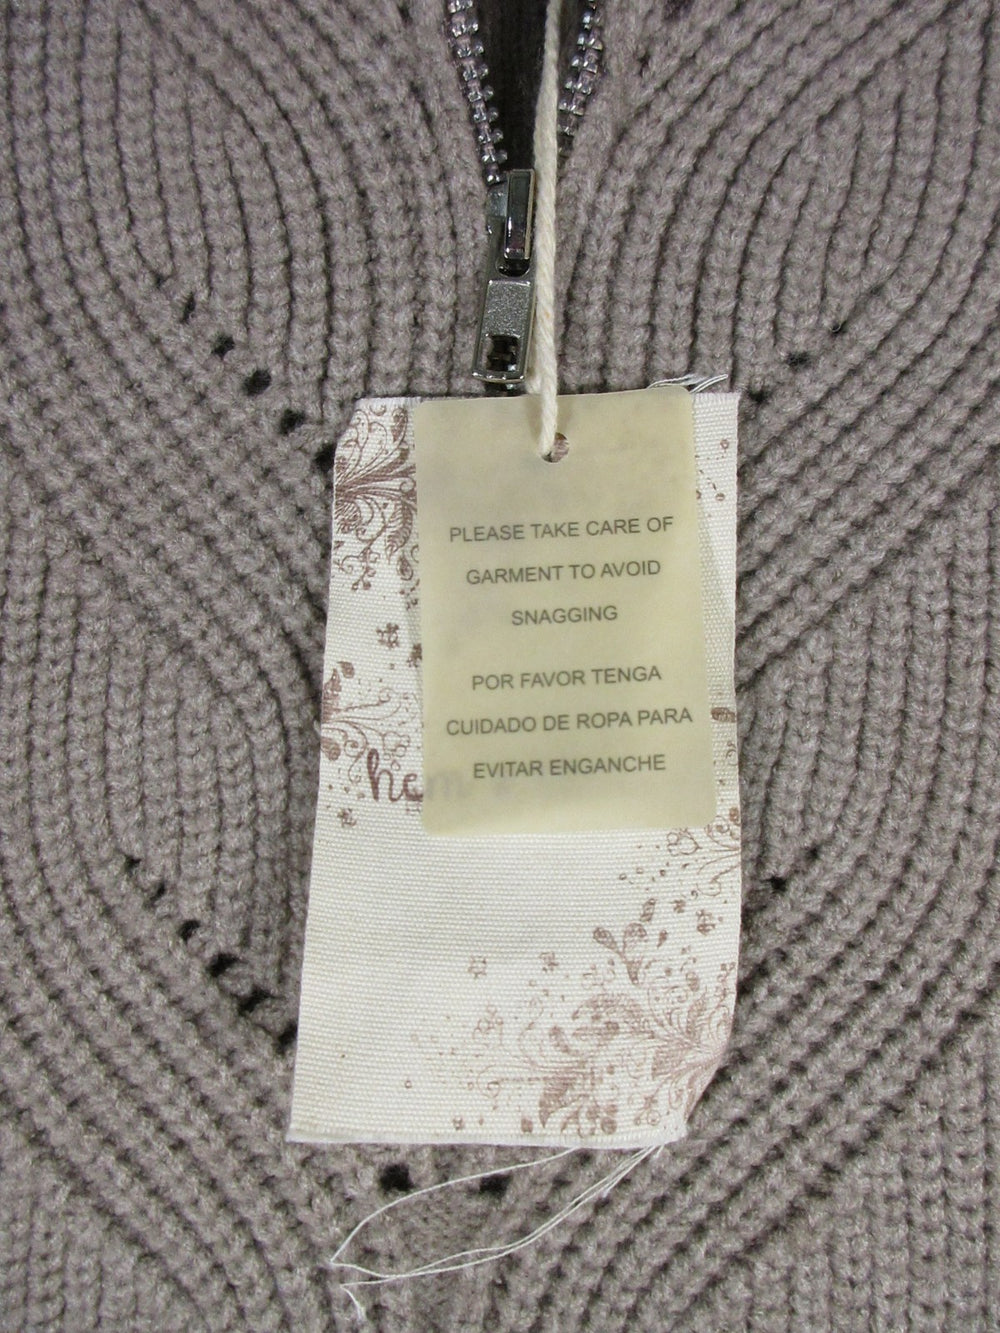 PLEASE TAKE CARE OF
GARMENT TO AVOID
SNAGGING
POR FAVOR TENGA
CUIDADO DE ROPA PARA
EVITAR ENGANCHE